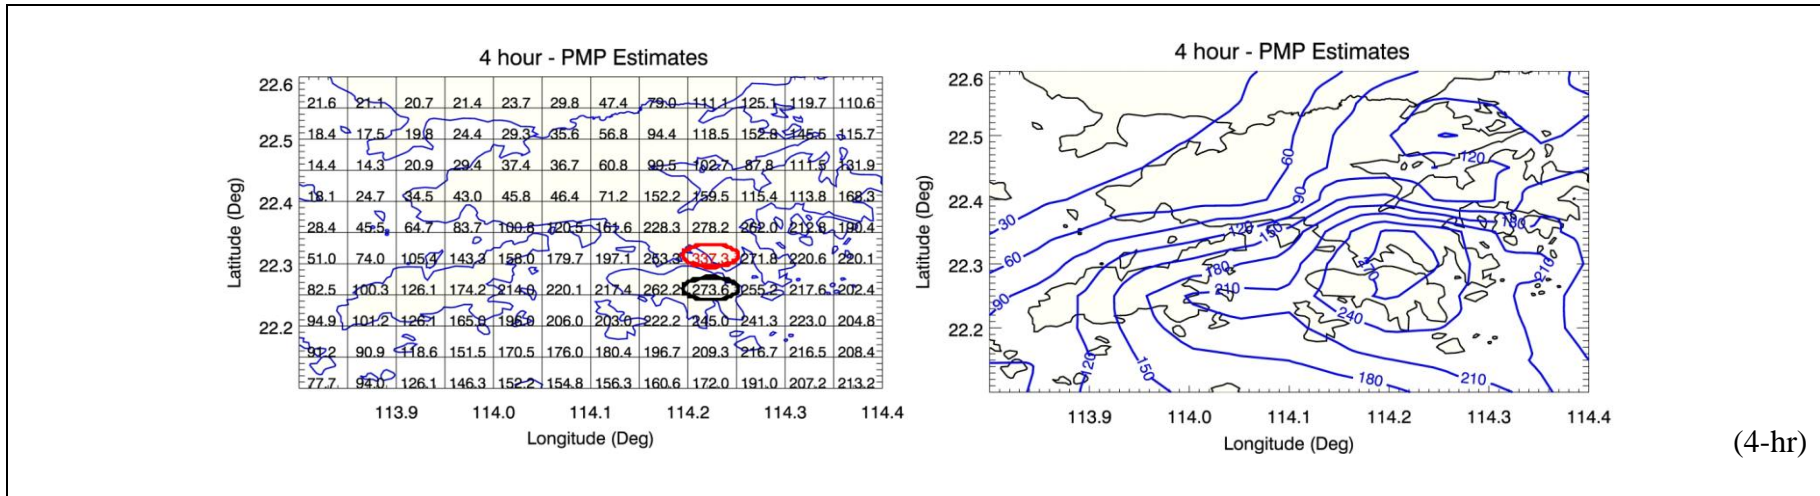 4 hour - PMP Estimates
22.6
21.6 21.1 20.7 21.4 23.7 29.8 47.4 79.0 111.1 125.1 119.7 110.6
18.4 17.5 19.8 24.4 29.3 35.6 56.8 94.4 118.5 152.8 145.5 115.7
22.5
14.4 14.3 20.9 29.4 37.4 36.7 60.8 99.5 102.7 87.8 111.5 131.9
18.1 24.7 34.5 43.0 45.8 46.4 71.2 152.2 159.5 115.4 113.8 168.3
22.4
28.4 45.5 64.7 83.7 100.8 120.5 161.6 228.3 278.2 262.0 212.8 190.4
22.3
51.0 74.0 105.4 143.3 158.0 179.7 197.1 253.3 337.3 271.8 220.6 220.1
82.5 100.3 126.1 174.2 214.0 220.1 217.4 262.2 273.6 255.2 217.6 202.4
94.9 101.2 126.1 165.0 196.0 206.0 203.0 222.2 245.0 241.3 223.0 204.8
22.2
91.2 90.9 118.6 151.5 170.5 176.0 180.4 196.7 209.3 216.7 216.5 208.4
77.7 94.0 126.1 146.3 152.2 154.8 156.3 160.6 172.0 191.0 207.2 213.2
113.9 114.0 114.1 114.2 114.3 114.4
Longitude (Deg)
Latitude (Deg)
4 hour - PMP Estimates
22.6
22.5
22.4
22.3
22.2
60
120
90
30
180
120
150
60
180
270
210
210
90
240
120
150
180
210
113.9 114.0 114.1 114.2 114.3 114.4
Longitude (Deg)
Latitude (Deg)
(4-hr)